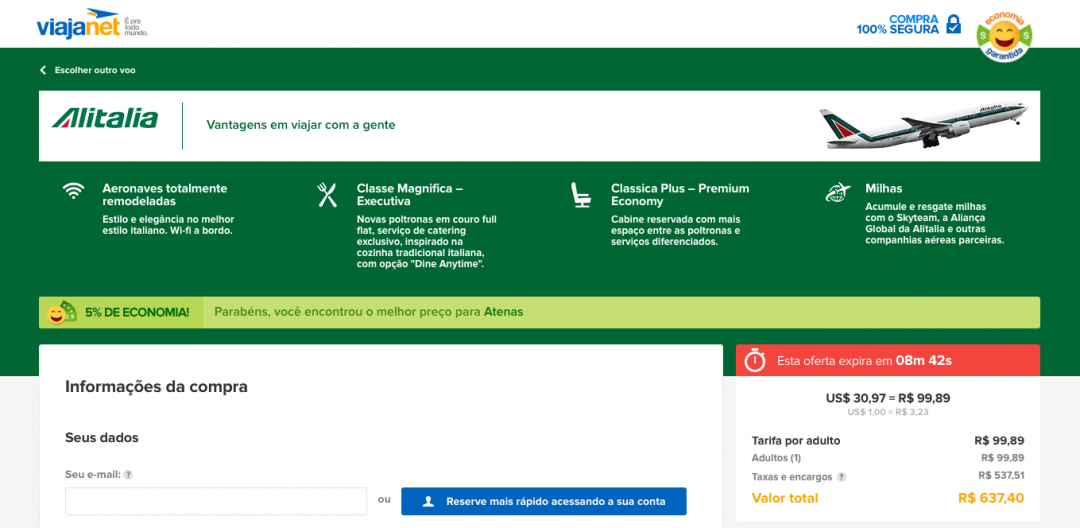 viajanet
É pra
todo
mundo.
COMPRA
100% SEGURA
economia
$ $
garantida
Escolher outro voo
Alitalia
Vantagens em viajar com a gente
Alitalia
Aeronaves totalmente
remodeladas
Estilo e elegância no melhor
estilo italiano. Wi-fi a bordo.
Classe Magnífica –
Executiva
Novas poltronas em couro full
flat, serviço de catering
exclusivo, inspirado na
cozinha tradicional italiana,
com opção "Dine Anytime".
Classica Plus – Premium
Economy
Cabine reservada com mais
espaço entre as poltronas e
serviços diferenciados.
Milhas
Acumule e resgate milhas
com o Skyteam, a Aliança
Global da Alitalia e outras
companhias aéreas parceiras.
5% DE ECONOMIA!
Parabéns, você encontrou o melhor preço para Atenas
Informações da compra
Seus dados
Seu e-mail: ?
ou
Reserve mais rápido acessando a sua conta
Esta oferta expira em 08m 42s
US$ 30,97 = R$ 99,89
US$ 1,00 = R$ 3,23
Tarifa por adulto R$ 99,89
Adultos (1) R$ 99,89
Taxas e encargos ? R$ 537,51
Valor total R$ 637,40